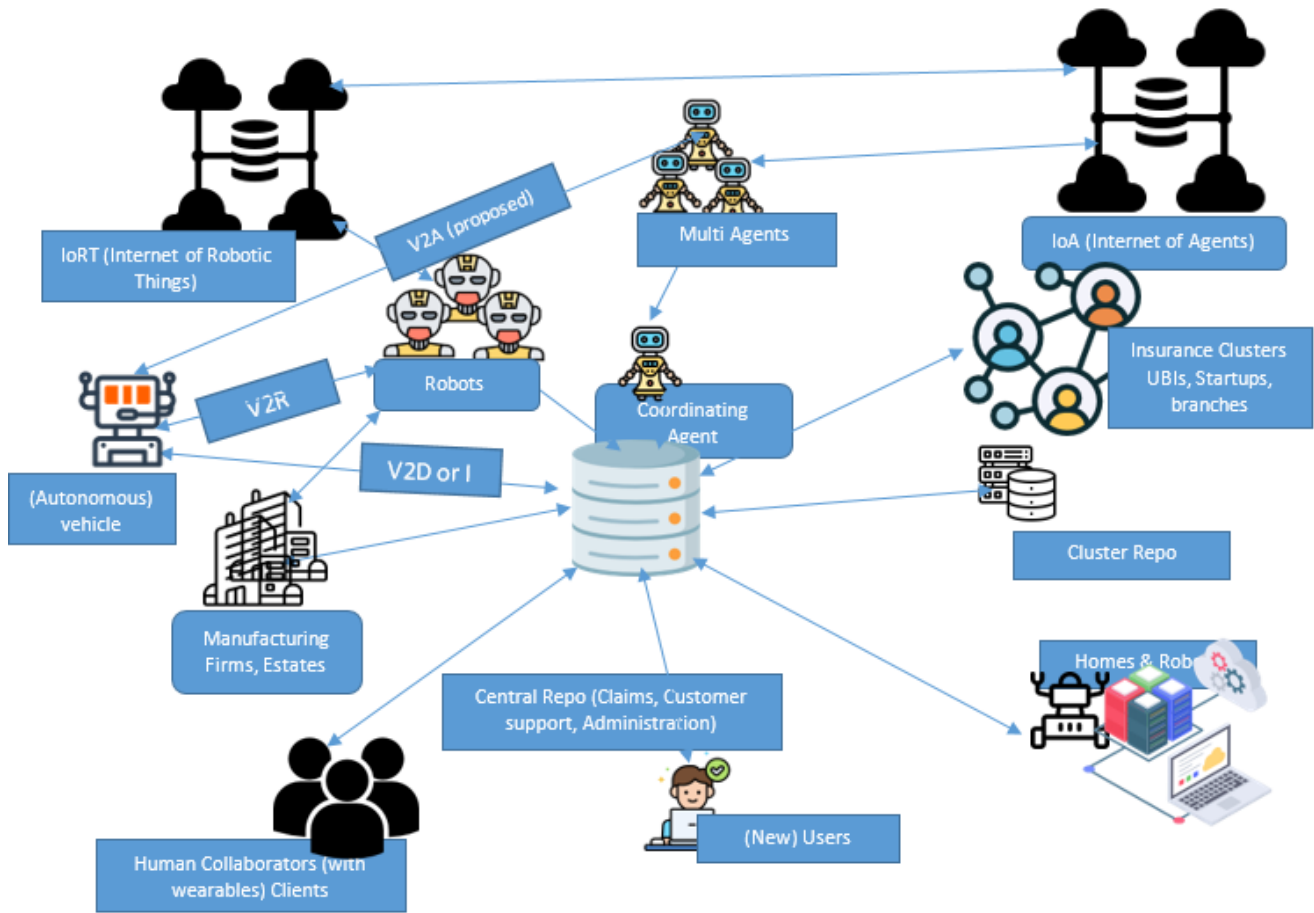 V2A (proposed)
Multi Agents
IoRT (Internet of Robotic
Things)
IoA (Internet of Agents)
Insurance Clusters
UBIs, Startups,
branches
Robots
V2R
Coordinating
Agent
V2D or I
(Autonomous)
vehicle
Cluster Repo
Manufacturing
Firms, Estates
Homes &
Central Repo (Claims, Customer
support, Administration)
(New) Users
Human Collaborators (with
wearables) Clients